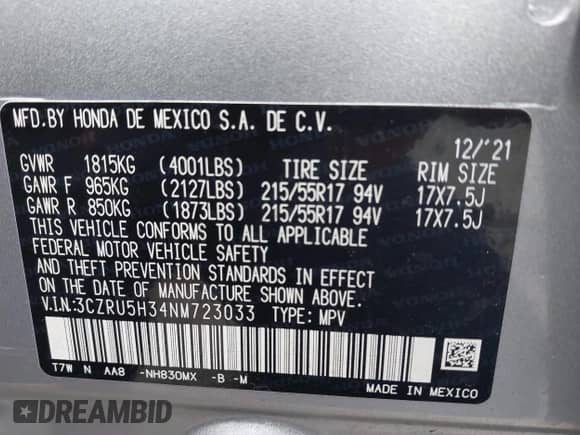 MFD.BY HONDA DE MEXICO S.A. DE C.V.
12/'21
GVWR 1815KG (4001LBS) TIRE SIZE RIM SIZE
GAWR F 965KG (2127LBS) 215/55R17 94V 17X7.5J
GAWR R 850KG (1873LBS) 215/55R17 94V 17X7.5J
THIS VEHICLE CONFORMS TO ALL APPLICABLE
FEDERAL MOTOR VEHICLE SAFETY
AND THEFT PREVENTION STANDARDS IN EFFECT
ON THE DATE OF MANUFACTURE SHOWN ABOVE.
V.I.N:3CZRU5H34NM723033 TYPE: MPV
T7W N AA8 -NH830MX -B -M
MADE IN MEXICO
DREAMBID